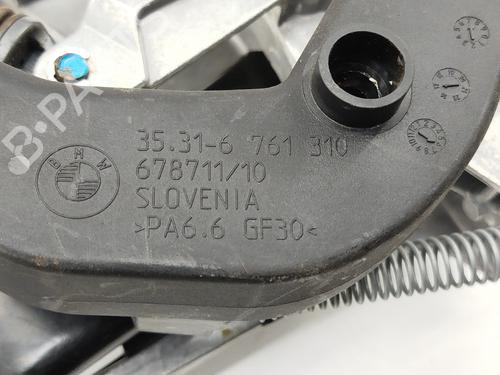 35.31-6 761 310
678711/10
SLOVENIA
>PA6.6 GF30<
BMW
B-PA